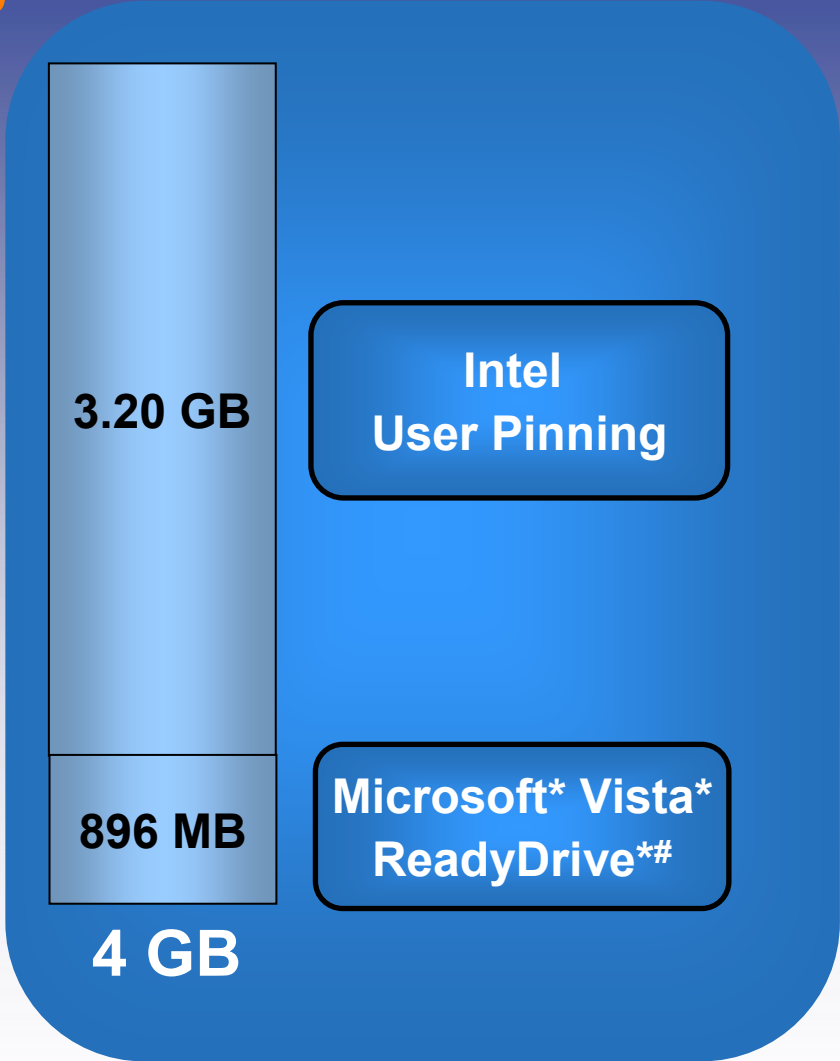 3.20 GB
Intel
User Pinning
896 MB
Microsoft* Vista*
ReadyDrive*#
4 GB